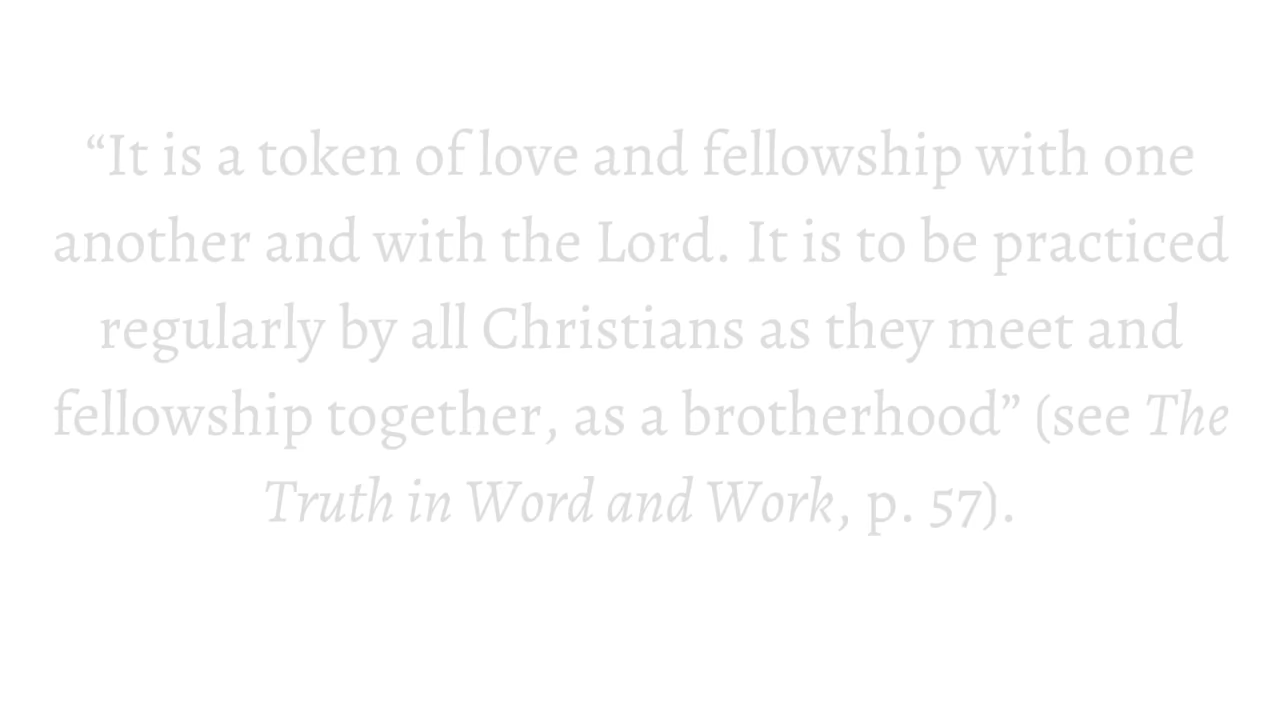 “It is a token of love and fellowship with one
another and with the Lord. It is to be practiced
regularly by all Christians as they meet and
fellowship together, as a brotherhood” (see The
Truth in Word and Work, p. 57).